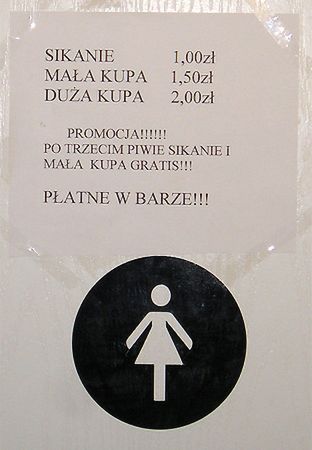 SIKANIE 1,00zł
MAŁA KUPA 1,50zł
DUŻA KUPA 2,00zł
PROMOCJA!!!!!!
PO TRZECIM PIWIE SIKANIE I
MAŁA KUPA GRATIS!!!
PŁATNE W BARZE!!!